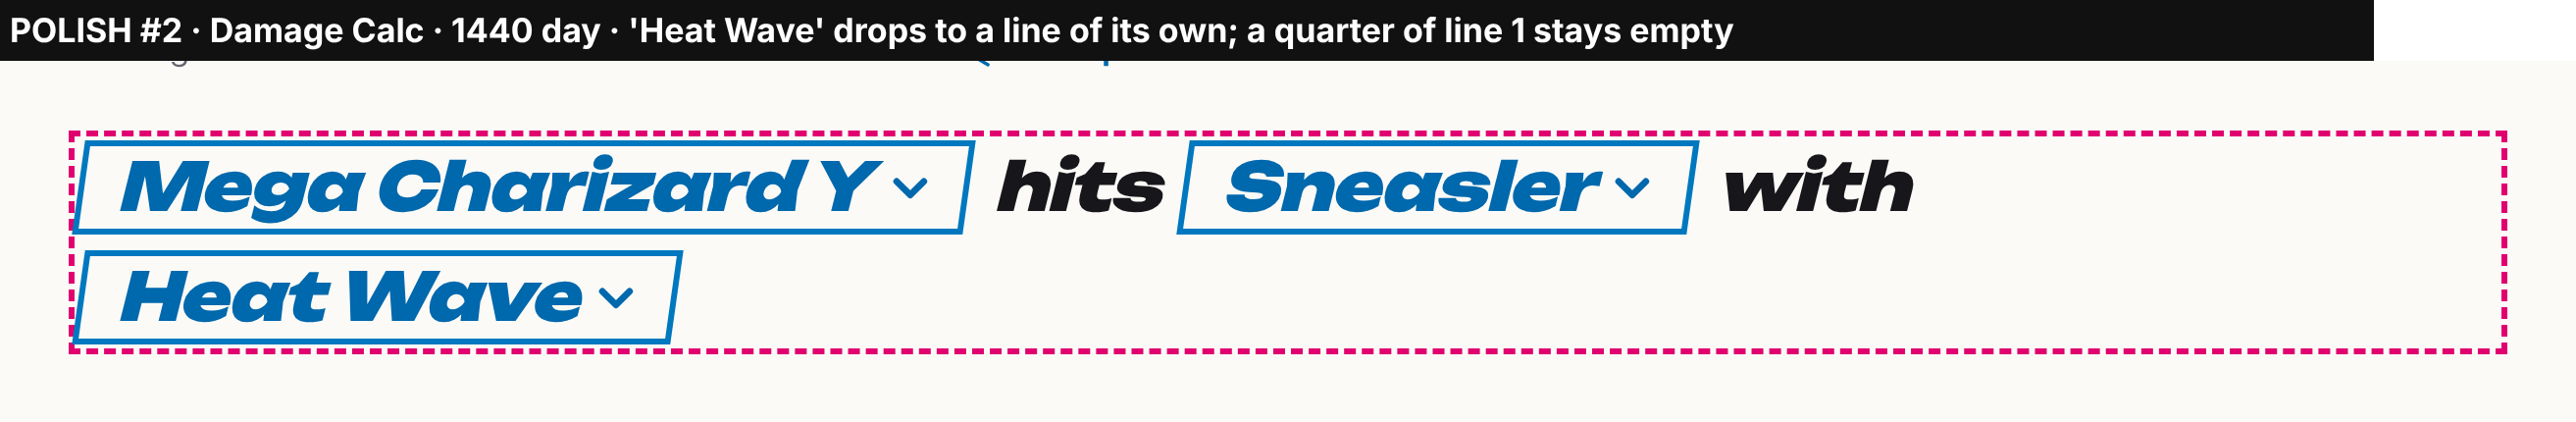 POLISH #2 · Damage Calc · 1440 day · 'Heat Wave' drops to a line of its own; a quarter of line 1 stays empty
Mega Charizard Y hits Sneasler with
Heat Wave